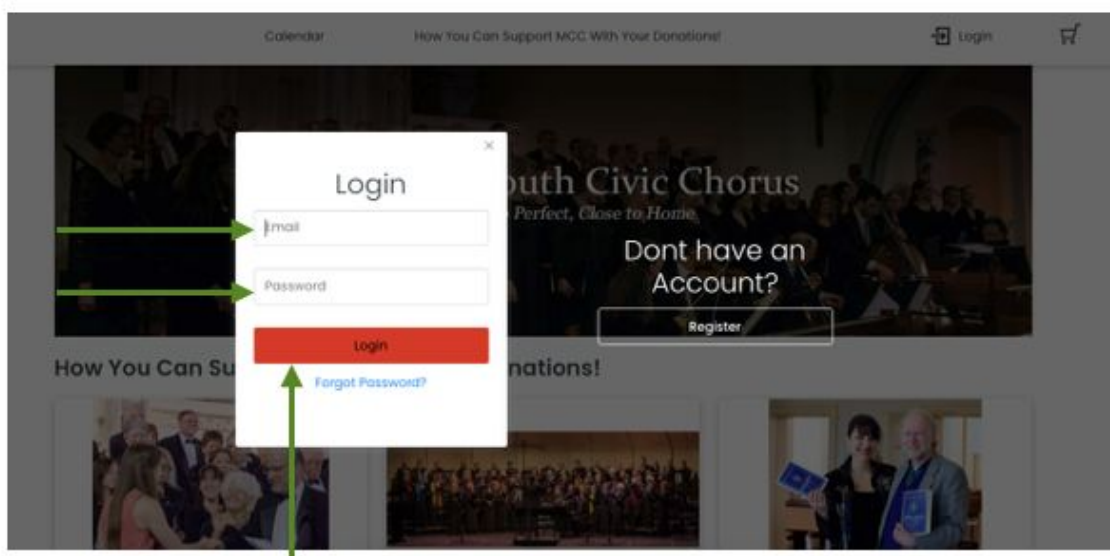 Calendar
How You Can Support MCC With Your Donations!
Login
×
Login
Email
Password
Login
Forgot Password?
outh Civic Chorus
Perfect, Close to Home
Dont have an
Account?
Register
How You Can Su
nations!